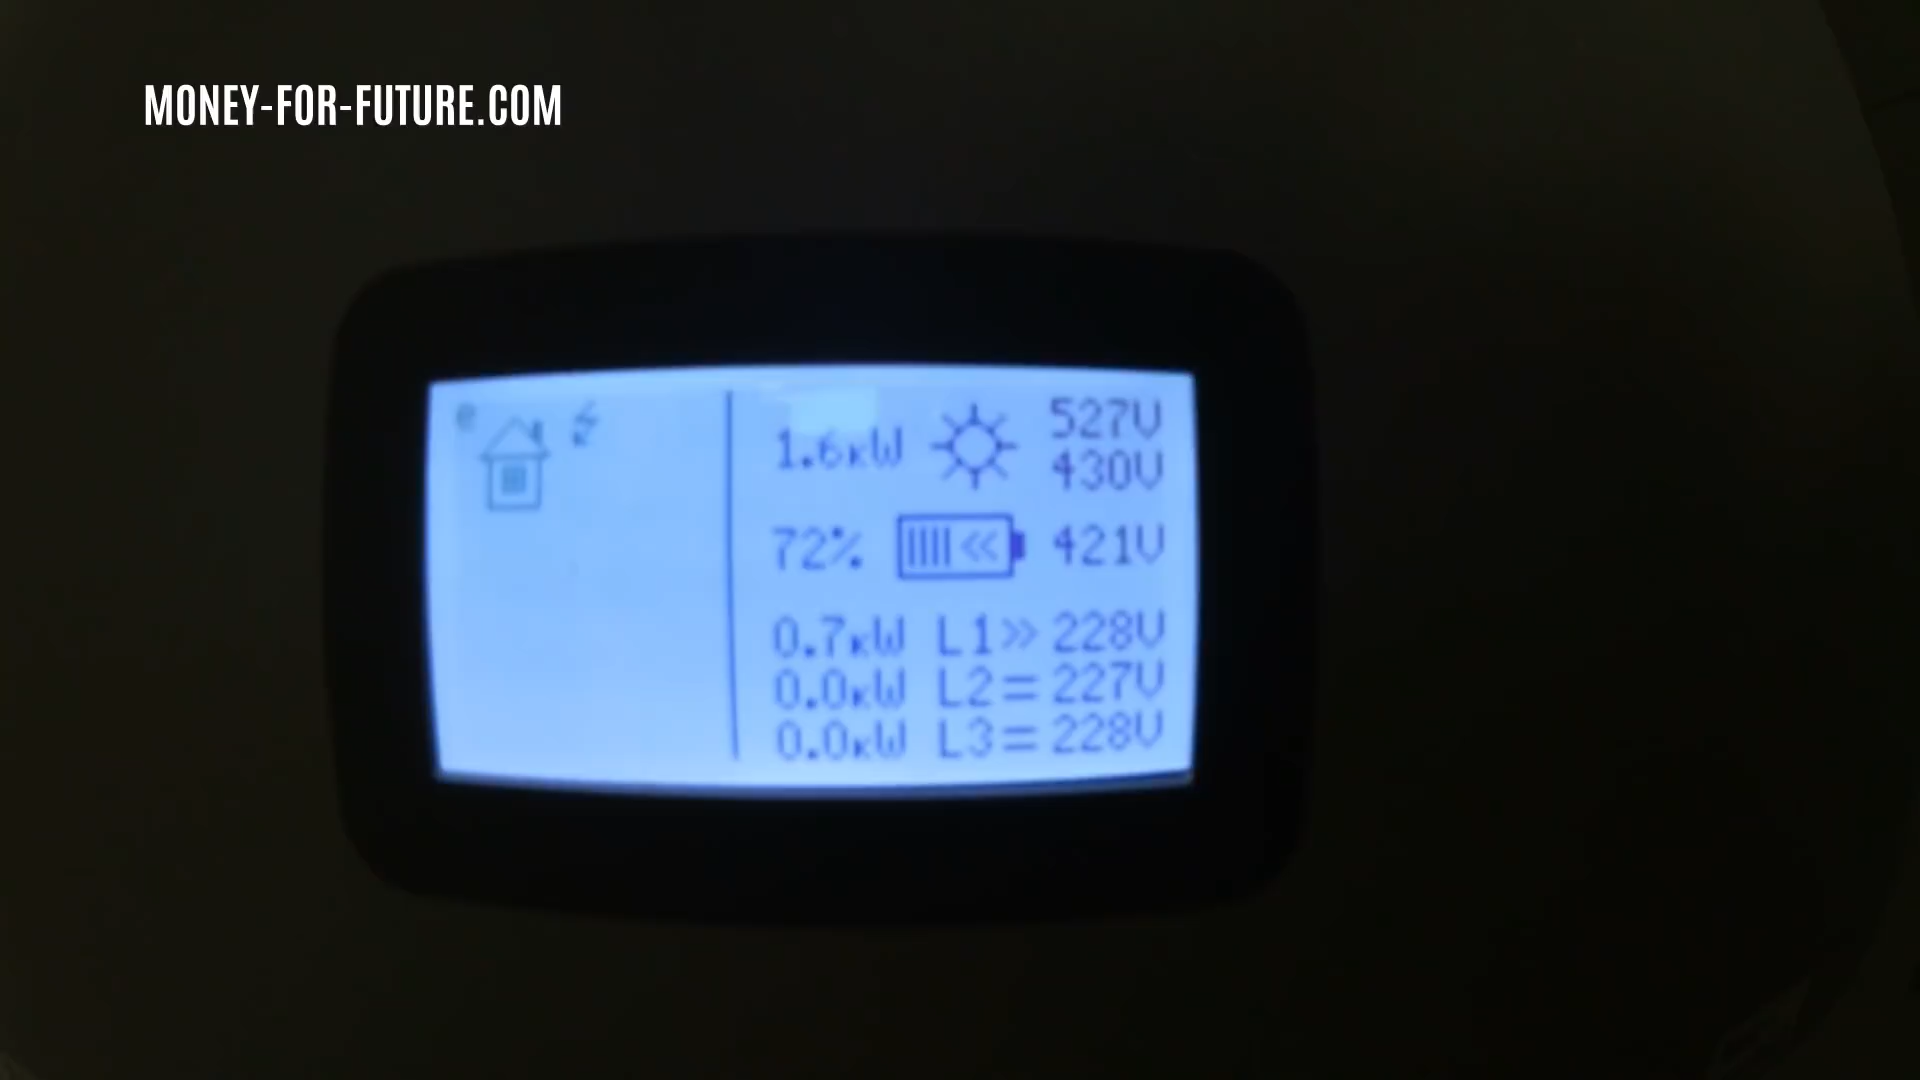 MONEY-FOR-FUTURE.COM
1.6kW 527V
430V
72% 421V
0.7kW L1>> 228V
0.0kW L2= 227V
0.0kW L3= 228V